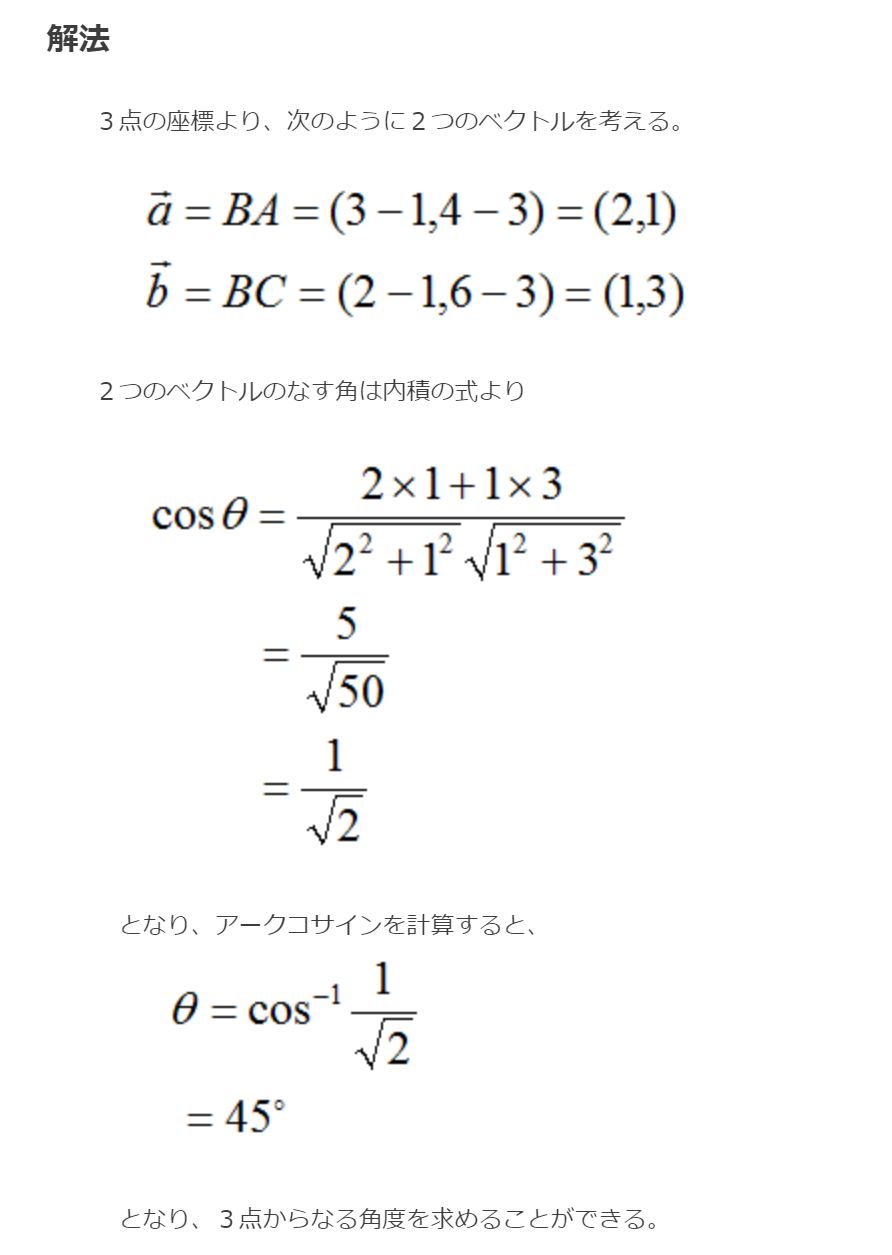 解法
３点の座標より、次のように２つのベクトルを考える。
$\vec{a} = BA = (3-1,4-3) = (2,1)$
$\vec{b} = BC = (2-1,6-3) = (1,3)$
２つのベクトルのなす角は内積の式より
$\cos\theta = \frac{2 \times 1 + 1 \times 3}{\sqrt{2^2+1^2}\sqrt{1^2+3^2}}$
$= \frac{5}{\sqrt{50}}$
$= \frac{1}{\sqrt{2}}$
となり、アークコサインを計算すると、
$\theta = \cos^{-1}\frac{1}{\sqrt{2}}$
$= 45^\circ$
となり、３点からなる角度を求めることができる。